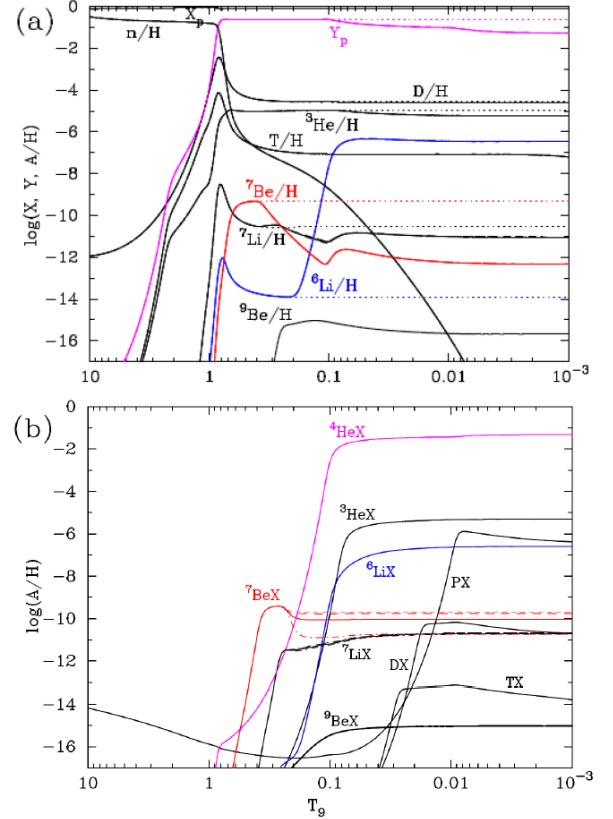 (a)
0
X_p
n/H
Y_p
−2
−4
D/H
³He/H
−6
T/H
log(X, Y, A/H)
−8
⁷Be/H
−10
⁷Li/H
−12
⁶Li/H
−14
⁹Be/H
−16
10 1 0.1 0.01 10⁻³
(b)
0
⁴HeX
−2
−4
³HeX
−6
⁶LiX
PX
log(A/H)
−8
⁷BeX
−10
⁷LiX
−12
DX
TX
−14
⁹BeX
−16
10 1 0.1 0.01 10⁻³
T₉